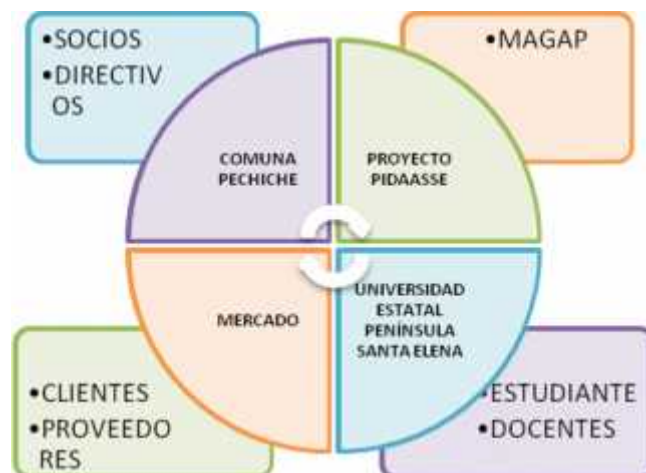 •SOCIOS
•DIRECTIV
OS
•MAGAP
COMUNA
PECHICHE
PROYECTO
PIDAASSE
MERCADO
UNIVERSIDAD
ESTATAL
PENÍNSULA
SANTA ELENA
•CLIENTES
•PROVEEDO
RES
•ESTUDIANTE
•DOCENTES